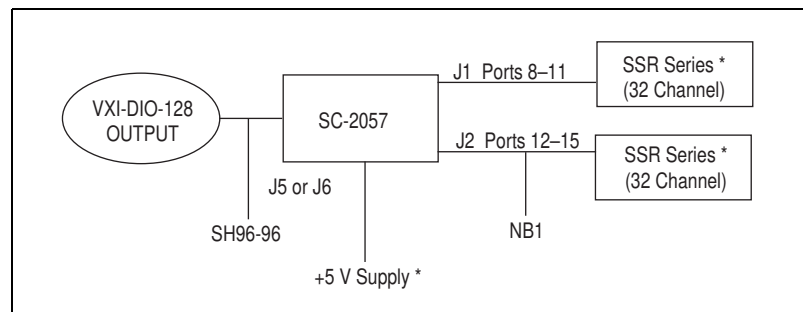 VXI-DIO-128
OUTPUT
SH96-96
SC-2057
J5 or J6
+5 V Supply *
J1 Ports 8–11
SSR Series *
(32 Channel)
J2 Ports 12–15
SSR Series *
(32 Channel)
NB1